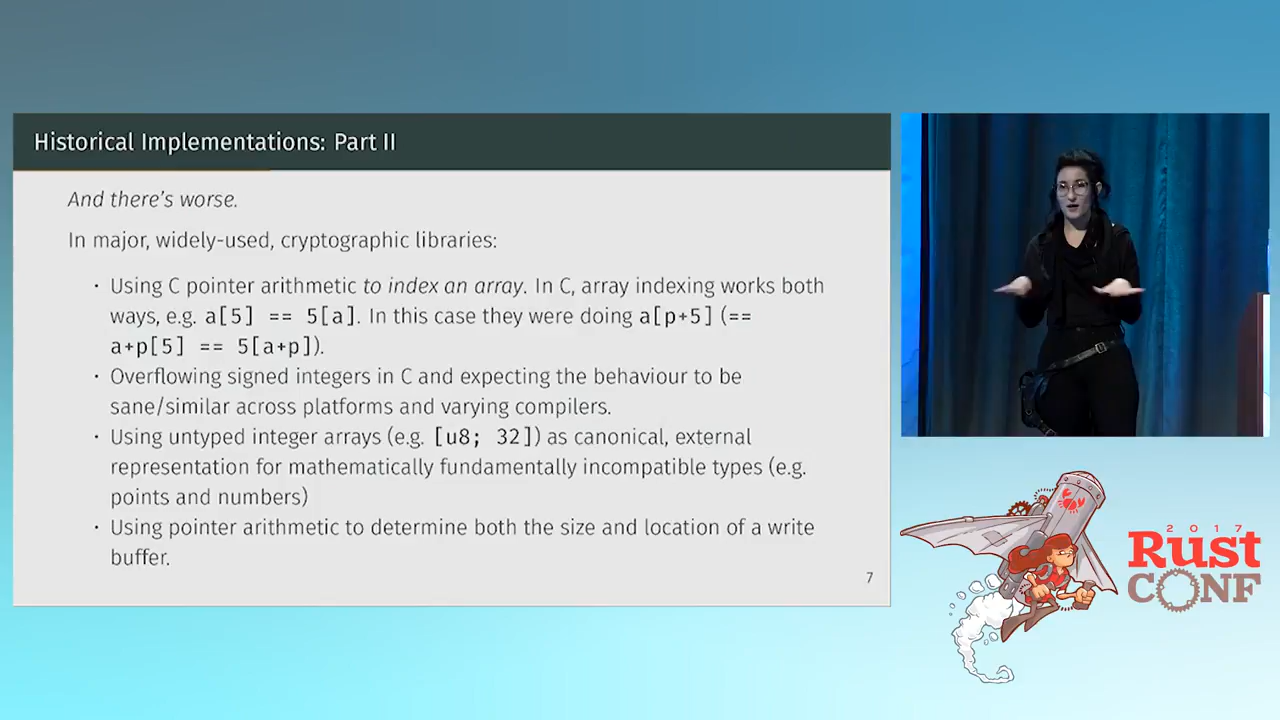 Historical Implementations: Part II
And there's worse.
In major, widely-used, cryptographic libraries:
· Using C pointer arithmetic to index an array. In C, array indexing works both
ways, e.g. a[5] == 5[a]. In this case they were doing a[p+5] (==
a+p[5] == 5[a+p]).
· Overflowing signed integers in C and expecting the behaviour to be
sane/similar across platforms and varying compilers.
· Using untyped integer arrays (e.g. [u8; 32]) as canonical, external
representation for mathematically fundamentally incompatible types (e.g.
points and numbers)
· Using pointer arithmetic to determine both the size and location of a write
buffer.
7
2017
Rust
CONF